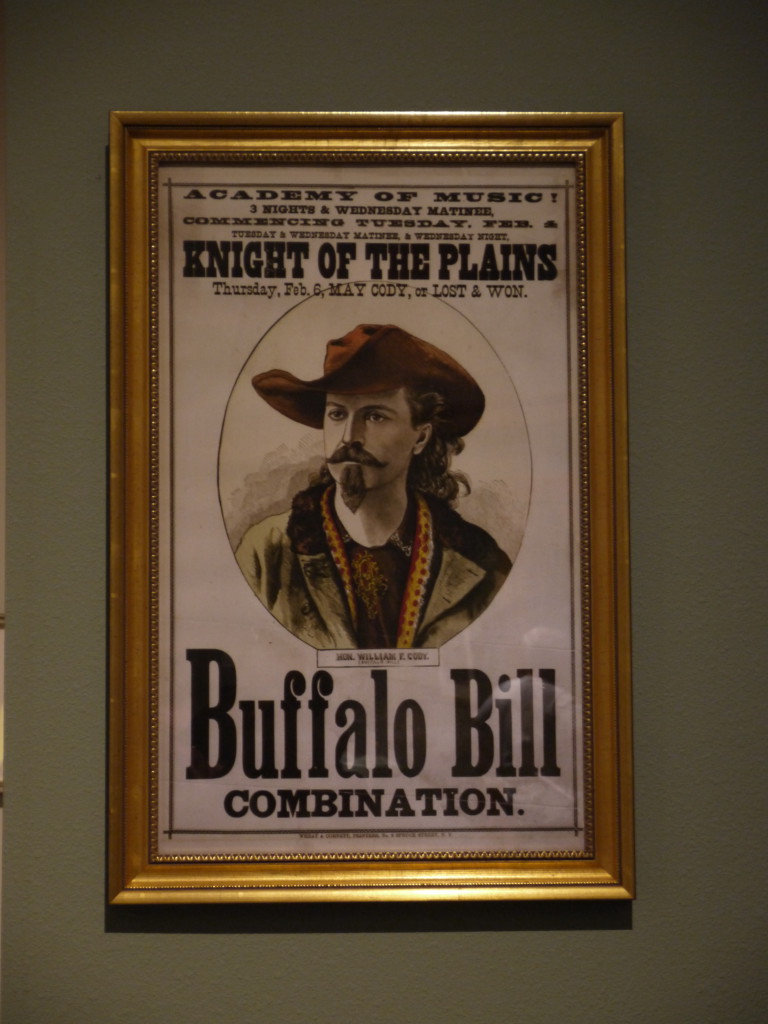 ACADEMY OF MUSIC!
3 NIGHTS & WEDNESDAY MATINEE,
COMMENCING TUESDAY, FEB. 4
TUESDAY & WEDNESDAY MATINEE, & WEDNESDAY NIGHT,
KNIGHT OF THE PLAINS
Thursday, Feb. 6, MAY CODY, or LOST & WON.
HON. WILLIAM F. CODY.
Buffalo Bill
COMBINATION.